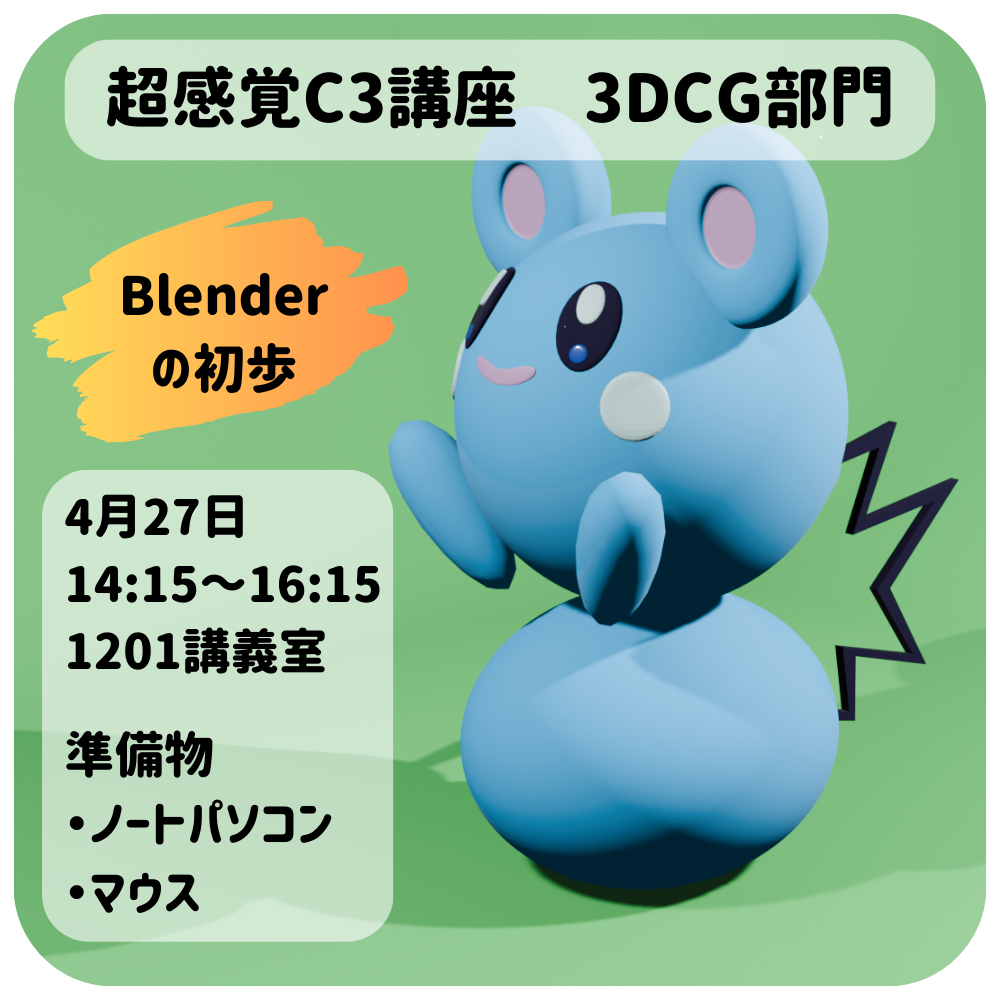 超感覚C3講座　3DCG部門
Blender
の初歩
4月27日
14:15～16:15
1201講義室
準備物
・ノートパソコン
・マウス